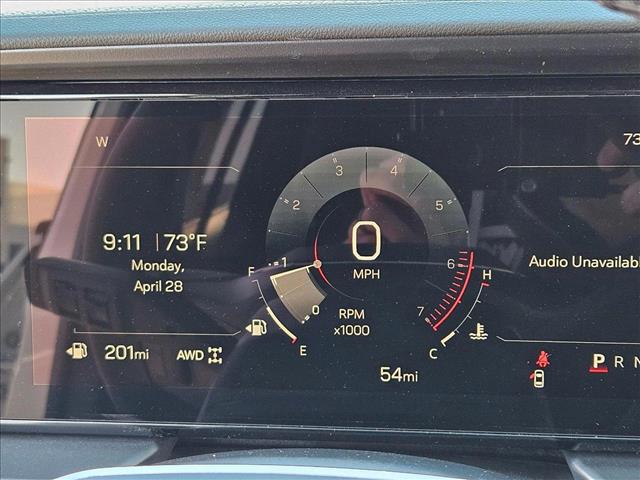 W
73
9:11 73°F
Monday,
April 28
201mi AWD
0 1 2 3 4 5 6 7
0
MPH
RPM
x1000
F
E
H
C
54mi
Audio Unavailabl
P R N